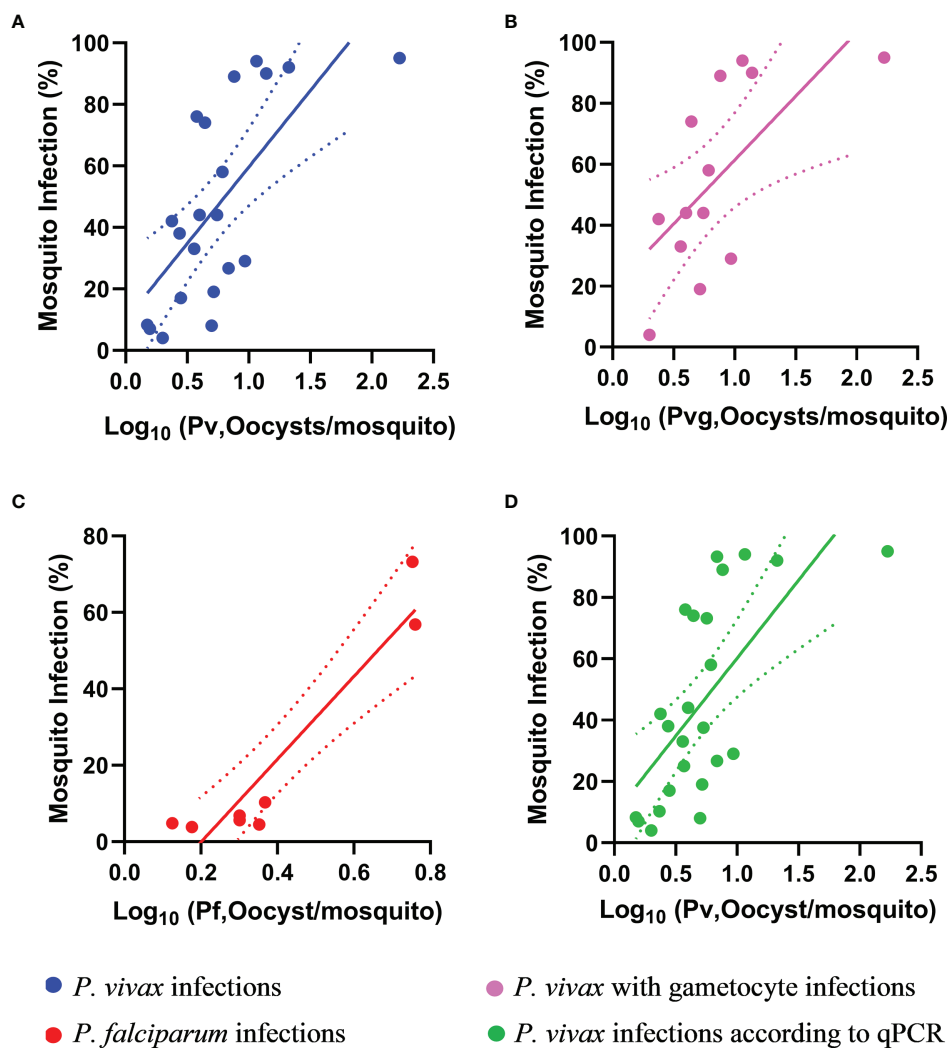 A
Mosquito Infection (%)
100
80
60
40
20
0
0.0 0.5 1.0 1.5 2.0 2.5
Log10 (Pv,Oocysts/mosquito)
B
Mosquito Infection (%)
100
80
60
40
20
0
0.0 0.5 1.0 1.5 2.0 2.5
Log10 (Pvg,Oocysts/mosquito)
C
Mosquito Infection (%)
80
60
40
20
0
0.0 0.2 0.4 0.6 0.8
Log10 (Pf,Oocyst/mosquito)
D
Mosquito Infection (%)
100
80
60
40
20
0
0.0 0.5 1.0 1.5 2.0 2.5
Log10 (Pv,Oocyst/mosquito)
P. vivax infections
P. vivax with gametocyte infections
P. falciparum infections
P. vivax infections according to qPCR